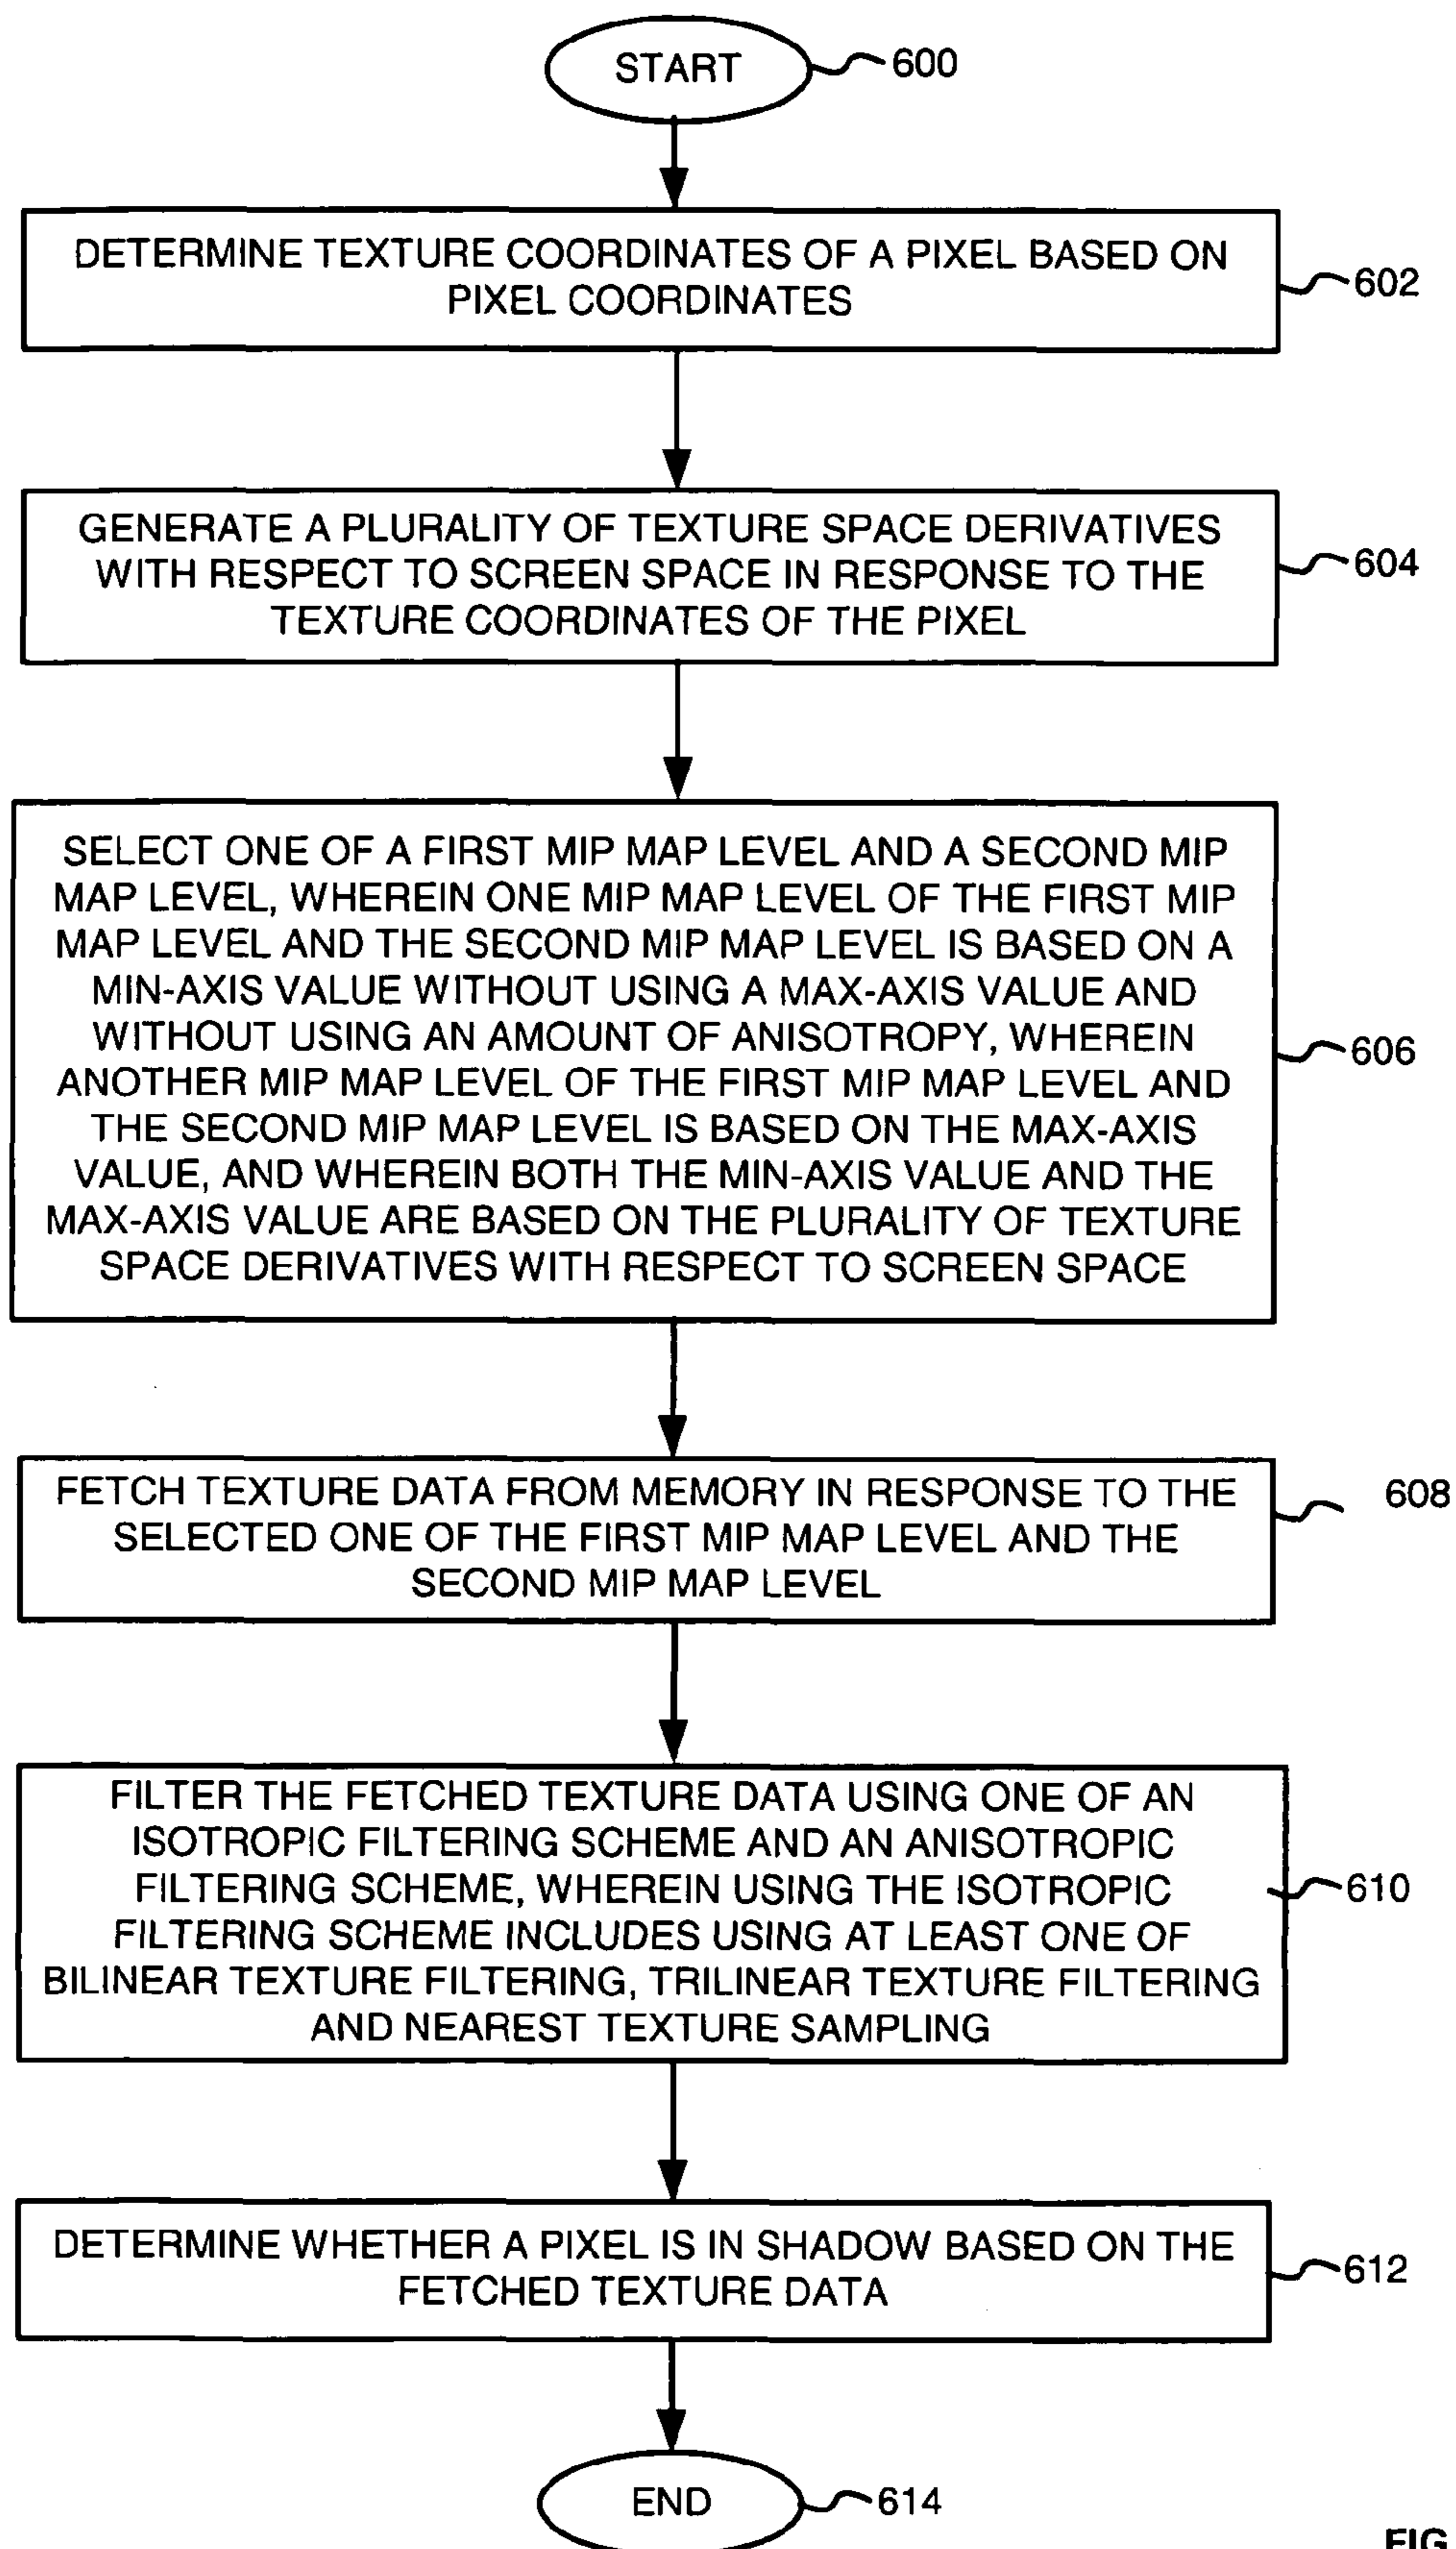 START
600
DETERMINE TEXTURE COORDINATES OF A PIXEL BASED ON
PIXEL COORDINATES
602
GENERATE A PLURALITY OF TEXTURE SPACE DERIVATIVES
WITH RESPECT TO SCREEN SPACE IN RESPONSE TO THE
TEXTURE COORDINATES OF THE PIXEL
604
SELECT ONE OF A FIRST MIP MAP LEVEL AND A SECOND MIP
MAP LEVEL, WHEREIN ONE MIP MAP LEVEL OF THE FIRST MIP
MAP LEVEL AND THE SECOND MIP MAP LEVEL IS BASED ON A
MIN-AXIS VALUE WITHOUT USING A MAX-AXIS VALUE AND
WITHOUT USING AN AMOUNT OF ANISOTROPY, WHEREIN
ANOTHER MIP MAP LEVEL OF THE FIRST MIP MAP LEVEL AND
THE SECOND MIP MAP LEVEL IS BASED ON THE MAX-AXIS
VALUE, AND WHEREIN BOTH THE MIN-AXIS VALUE AND THE
MAX-AXIS VALUE ARE BASED ON THE PLURALITY OF TEXTURE
SPACE DERIVATIVES WITH RESPECT TO SCREEN SPACE
606
FETCH TEXTURE DATA FROM MEMORY IN RESPONSE TO THE
SELECTED ONE OF THE FIRST MIP MAP LEVEL AND THE
SECOND MIP MAP LEVEL
608
FILTER THE FETCHED TEXTURE DATA USING ONE OF AN
ISOTROPIC FILTERING SCHEME AND AN ANISOTROPIC
FILTERING SCHEME, WHEREIN USING THE ISOTROPIC
FILTERING SCHEME INCLUDES USING AT LEAST ONE OF
BILINEAR TEXTURE FILTERING, TRILINEAR TEXTURE FILTERING
AND NEAREST TEXTURE SAMPLING
610
DETERMINE WHETHER A PIXEL IS IN SHADOW BASED ON THE
FETCHED TEXTURE DATA
612
END
614
FIG